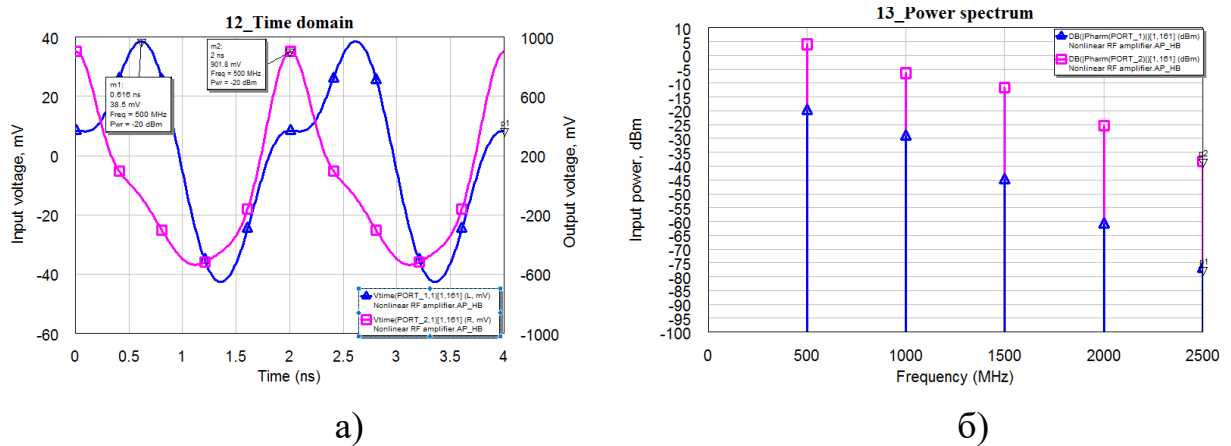 12_Time domain
Input voltage, mV
40
20
0
-20
-40
-60
m1:
0.616 ns
38.5 mV
Freq = 500 MHz
Pwr = -20 dBm
m2:
2 ns
901.8 mV
Freq = 500 MHz
Pwr = -20 dBm
p1
1000
600
200
-200
-600
-1000
Output voltage, mV
Vtime(PORT_1,1)[1,161] (L, mV)
Nonlinear RF amplifier.AP_HB
Vtime(PORT_2,1)[1,161] (R, mV)
Nonlinear RF amplifier.AP_HB
0 0.5 1 1.5 2 2.5 3 3.5 4
Time (ns)
а)
13_Power spectrum
Input power, dBm
10
5
0
-5
-10
-15
-20
-25
-30
-35
-40
-45
-50
-55
-60
-65
-70
-75
-80
-85
-90
-95
-100
DB(|Pharm(PORT_1)|)[1,161] (dBm)
Nonlinear RF amplifier.AP_HB
DB(|Pharm(PORT_2)|)[1,161] (dBm)
Nonlinear RF amplifier.AP_HB
p2
p1
0 500 1000 1500 2000 2500
Frequency (MHz)
б)